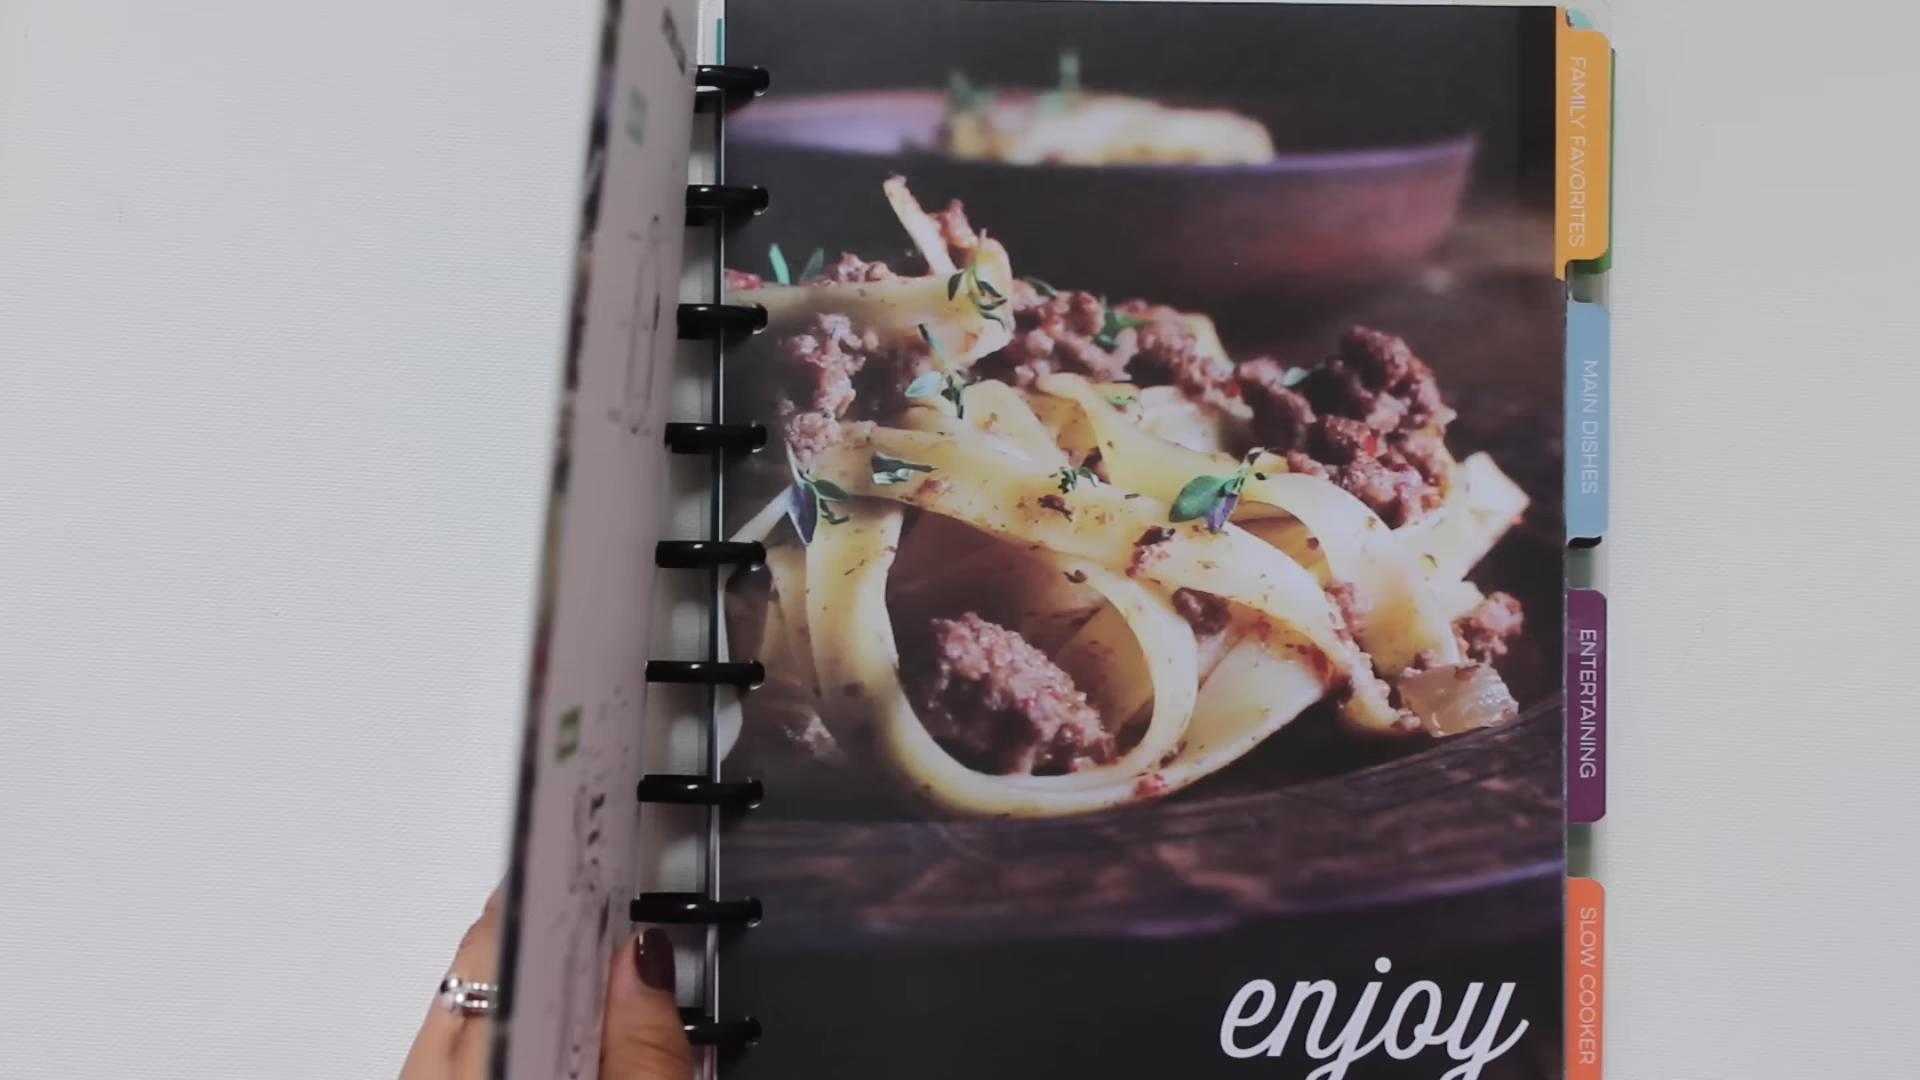 FAMILY FAVORITES
MAIN DISHES
ENTERTAINING
SLOW COOKER
enjoy